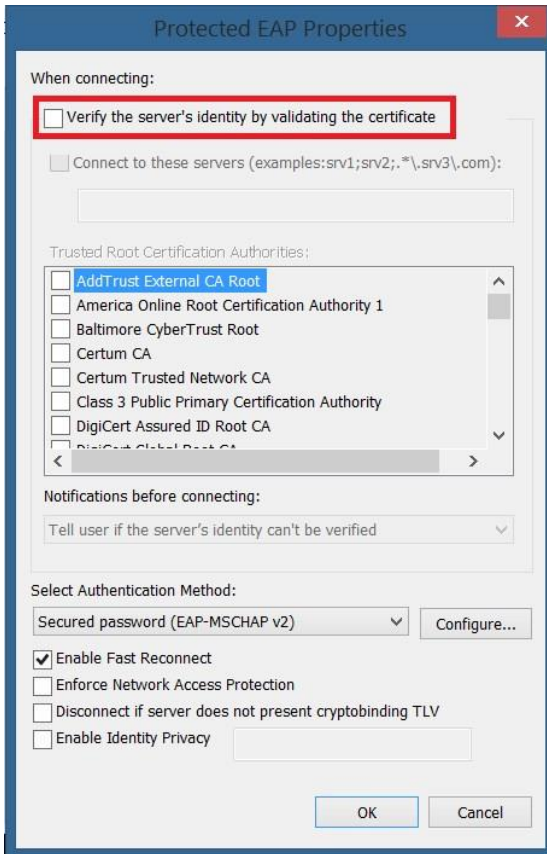 Protected EAP Properties
When connecting:
Verify the server's identity by validating the certificate
Connect to these servers (examples:srv1;srv2;.*\.srv3\.com):
Trusted Root Certification Authorities:
AddTrust External CA Root
America Online Root Certification Authority 1
Baltimore CyberTrust Root
Certum CA
Certum Trusted Network CA
Class 3 Public Primary Certification Authority
DigiCert Assured ID Root CA
DigiCert Global Root CA
Notifications before connecting:
Tell user if the server's identity can't be verified
Select Authentication Method:
Secured password (EAP-MSCHAP v2)
Configure...
Enable Fast Reconnect
Enforce Network Access Protection
Disconnect if server does not present cryptobinding TLV
Enable Identity Privacy
OK
Cancel